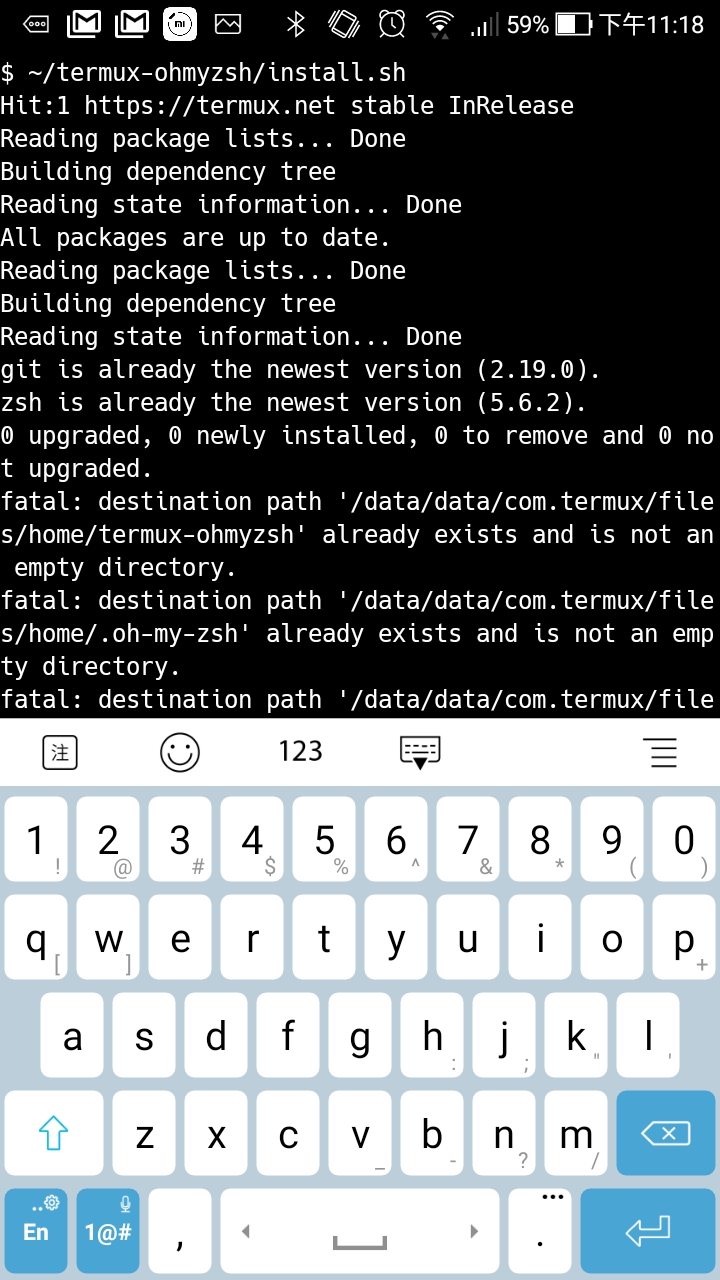 59% 下午11:18
$ ~/termux-ohmyzsh/install.sh
Hit:1 https://termux.net stable InRelease
Reading package lists... Done
Building dependency tree
Reading state information... Done
All packages are up to date.
Reading package lists... Done
Building dependency tree
Reading state information... Done
git is already the newest version (2.19.0).
zsh is already the newest version (5.6.2).
0 upgraded, 0 newly installed, 0 to remove and 0 no
t upgraded.
fatal: destination path '/data/data/com.termux/file
s/home/termux-ohmyzsh' already exists and is not an
 empty directory.
fatal: destination path '/data/data/com.termux/file
s/home/.oh-my-zsh' already exists and is not an emp
ty directory.
fatal: destination path '/data/data/com.termux/file
注 123
1 ! 2 @ 3 # 4 $ 5 % 6 ^ 7 & 8 * 9 ( 0 )
q [ w ] e r t y u i o p +
a s d f g h : j ; k " l '
z x c v _ b - n ? m /
En 1@# , .